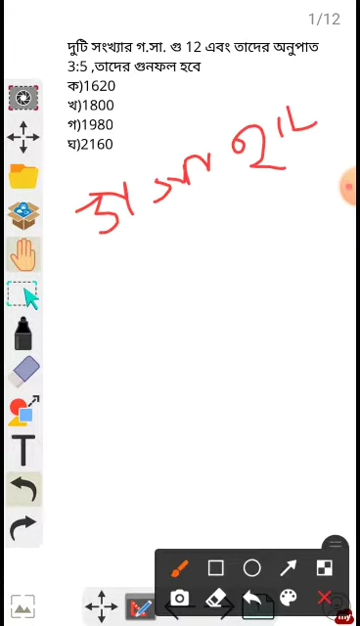 1/12
দুটি সংখ্যার গ.সা. গু 12 এবং তাদের অনুপাত
3:5 ,তাদের গুনফল হবে
ক)1620
খ)1800
গ)1980
ঘ)2160
T